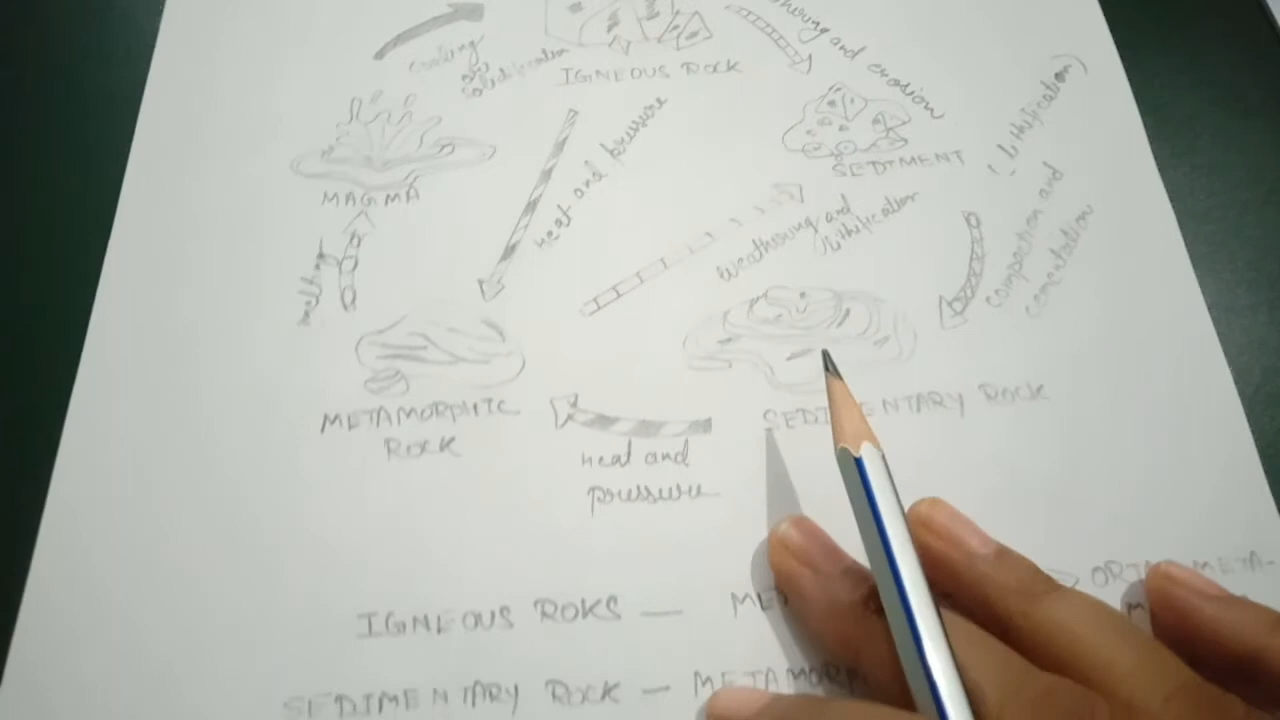 cooling
solidification
IGNEOUS ROCK
and erosion
heat and pressure
SEDIMENT
(lithification)
compaction and
cementation
MAGMA
weathering and
lithification
melting
METAMORPHIC
ROCK
SEDIMENTARY ROCK
Heat and
pressure
IGNEOUS ROKS —
SEDIMENTARY ROCK —